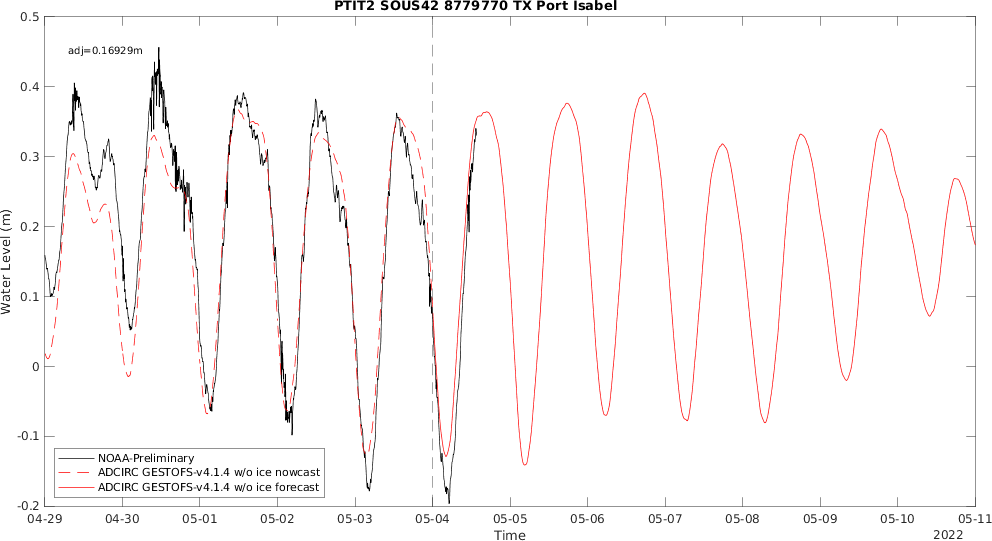 PTIT2 SOUS42 8779770 TX Port Isabel
adj=0.16929m
0.5
0.4
0.3
0.2
0.1
0
-0.1
-0.2
Water Level (m)
NOAA-Preliminary
ADCIRC GESTOFS-v4.1.4 w/o ice nowcast
ADCIRC GESTOFS-v4.1.4 w/o ice forecast
04-29 04-30 05-01 05-02 05-03 05-04 05-05 05-06 05-07 05-08 05-09 05-10 05-11
Time
2022